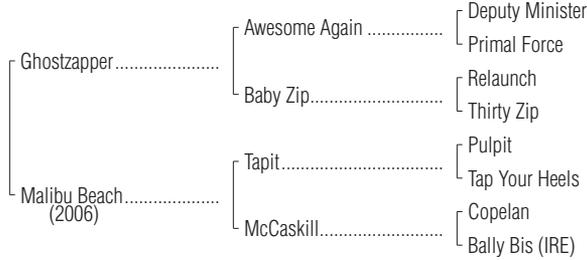 Deputy Minister
Awesome Again ................
Primal Force
Ghostzapper.....................
Relaunch
Baby Zip...........................
Thirty Zip
Pulpit
Tapit.................................
Tap Your Heels
Malibu Beach...................
(2006)
Copelan
McCaskill.........................
Bally Bis (IRE)